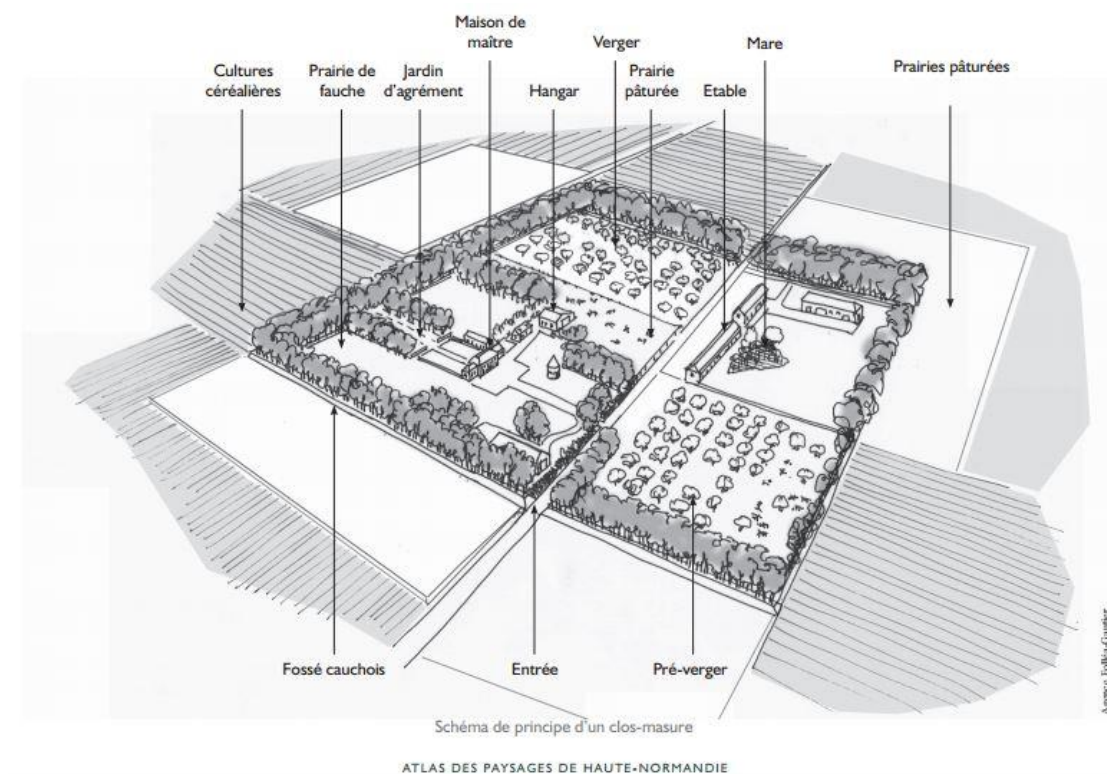 Maison de
maître
Verger
Mare
Cultures
céréalières
Prairie de
fauche
Jardin
d'agrément
Hangar
Prairie
pâturée
Etable
Prairies pâturées
Fossé cauchois
Entrée
Pré-verger
Schéma de principe d'un clos-masure
ATLAS DES PAYSAGES DE HAUTE-NORMANDIE
Agence